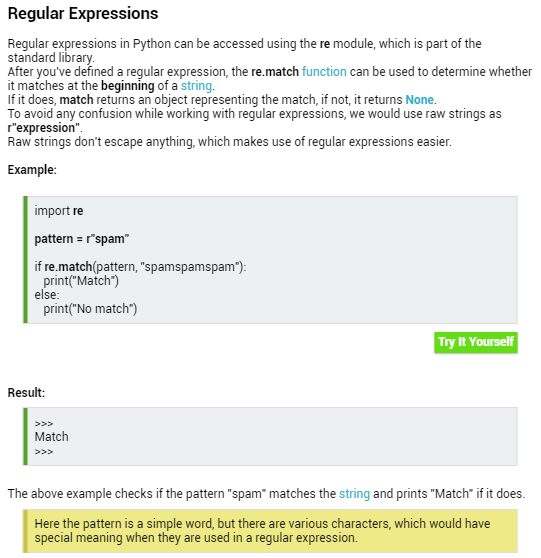 Regular Expressions
Regular expressions in Python can be accessed using the re module, which is part of the
standard library.
After you've defined a regular expression, the re.match function can be used to determine whether
it matches at the beginning of a string.
If it does, match returns an object representing the match, if not, it returns None.
To avoid any confusion while working with regular expressions, we would use raw strings as
r"expression".
Raw strings don't escape anything, which makes use of regular expressions easier.
Example:
import re
pattern = r"spam"
if re.match(pattern, "spamspamspam"):
print("Match")
else:
print("No match")
Try It Yourself
Result:
>>>
Match
>>>
The above example checks if the pattern "spam" matches the string and prints "Match" if it does.
Here the pattern is a simple word, but there are various characters, which would have
special meaning when they are used in a regular expression.